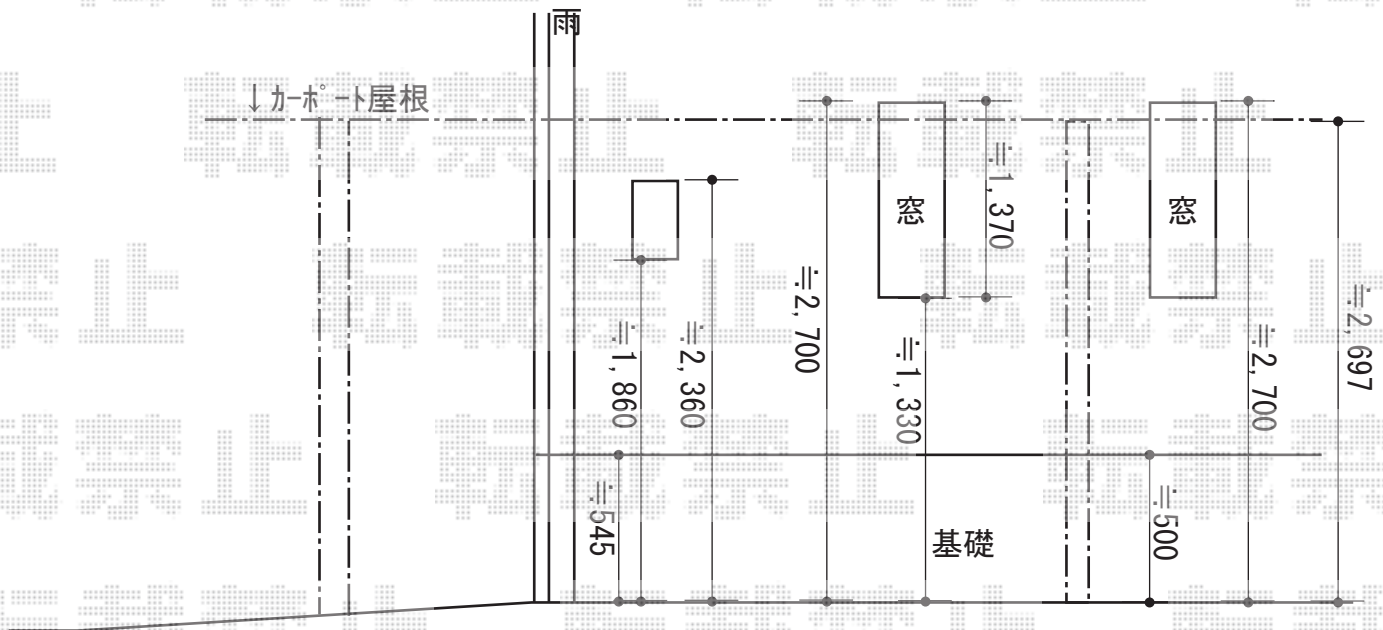 雨
↓カーポート屋根
窓
窓
≒1,370
≒2,700
≒1,860
≒2,360
≒1,330
≒2,700
≒2,697
≒545
基礎
≒500
転載禁止